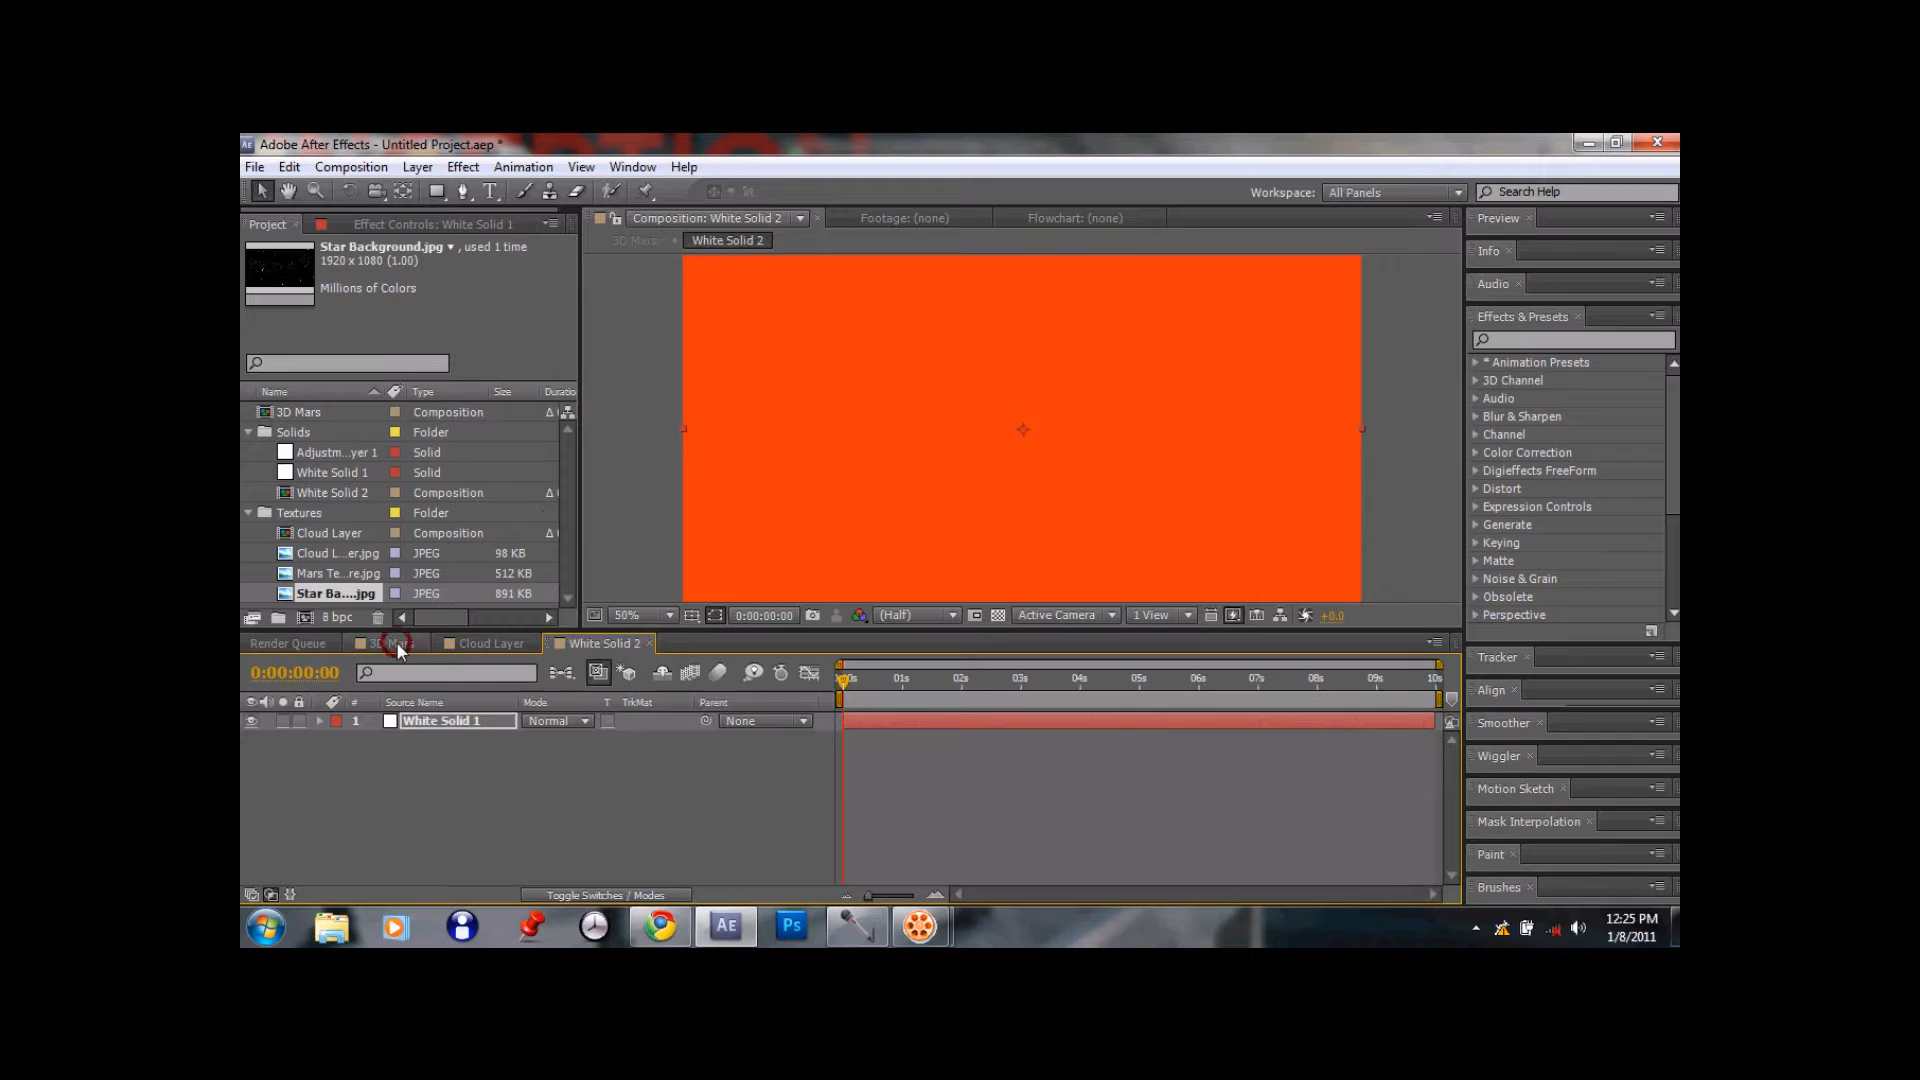 Adobe After Effects - Untitled Project.aep *
File Edit Composition Layer Effect Animation View Window Help
Workspace: All Panels Search Help
Project Effect Controls: White Solid 1 Composition: White Solid 2 Footage: (none) Flowchart: (none) Preview
3D Mars White Solid 2
Star Background.jpg , used 1 time
1920 x 1080 (1.00)
Millions of Colors
Info
Audio
Effects & Presets
* Animation Presets
3D Channel
Audio
Blur & Sharpen
Channel
Color Correction
Digieffects FreeForm
Distort
Expression Controls
Generate
Keying
Matte
Noise & Grain
Obsolete
Perspective
Name Type Size Duratio
3D Mars Composition
Solids Folder
Adjustm...yer 1 Solid
White Solid 1 Solid
White Solid 2 Composition
Textures Folder
Cloud Layer Composition
Cloud L...er.jpg JPEG 98 KB
Mars Te...re.jpg JPEG 512 KB
Star Ba....jpg JPEG 891 KB
8 bpc
50% 0:00:00:00 (Half) Active Camera 1 View +0.0
Render Queue 3D Mars Cloud Layer White Solid 2
0:00:00:00
01s 02s 03s 04s 05s 06s 07s 08s 09s 10s
# Source Name Mode T TrkMat Parent
1 White Solid 1 Normal None
Toggle Switches / Modes
Tracker
Align
Smoother
Wiggler
Motion Sketch
Mask Interpolation
Paint
Brushes
AE Ps
12:25 PM
1/8/2011